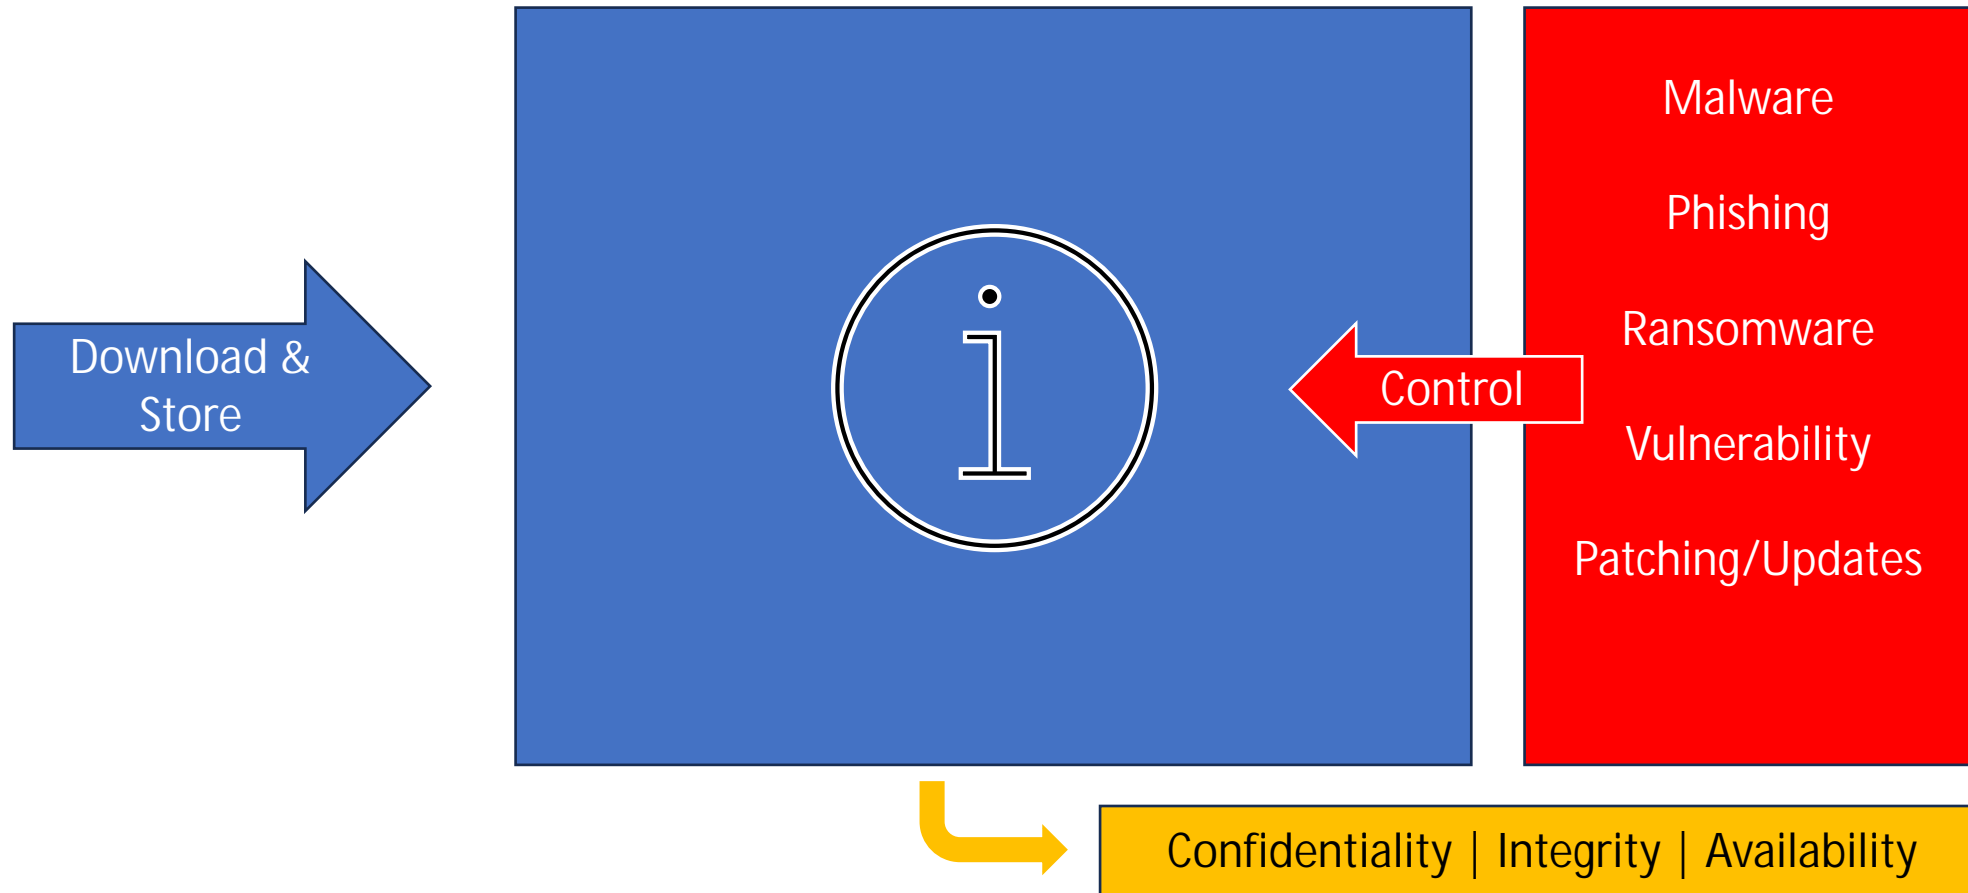 Download &
Store
i
Control
Malware
Phishing
Ransomware
Vulnerability
Patching/Updates
Confidentiality | Integrity | Availability